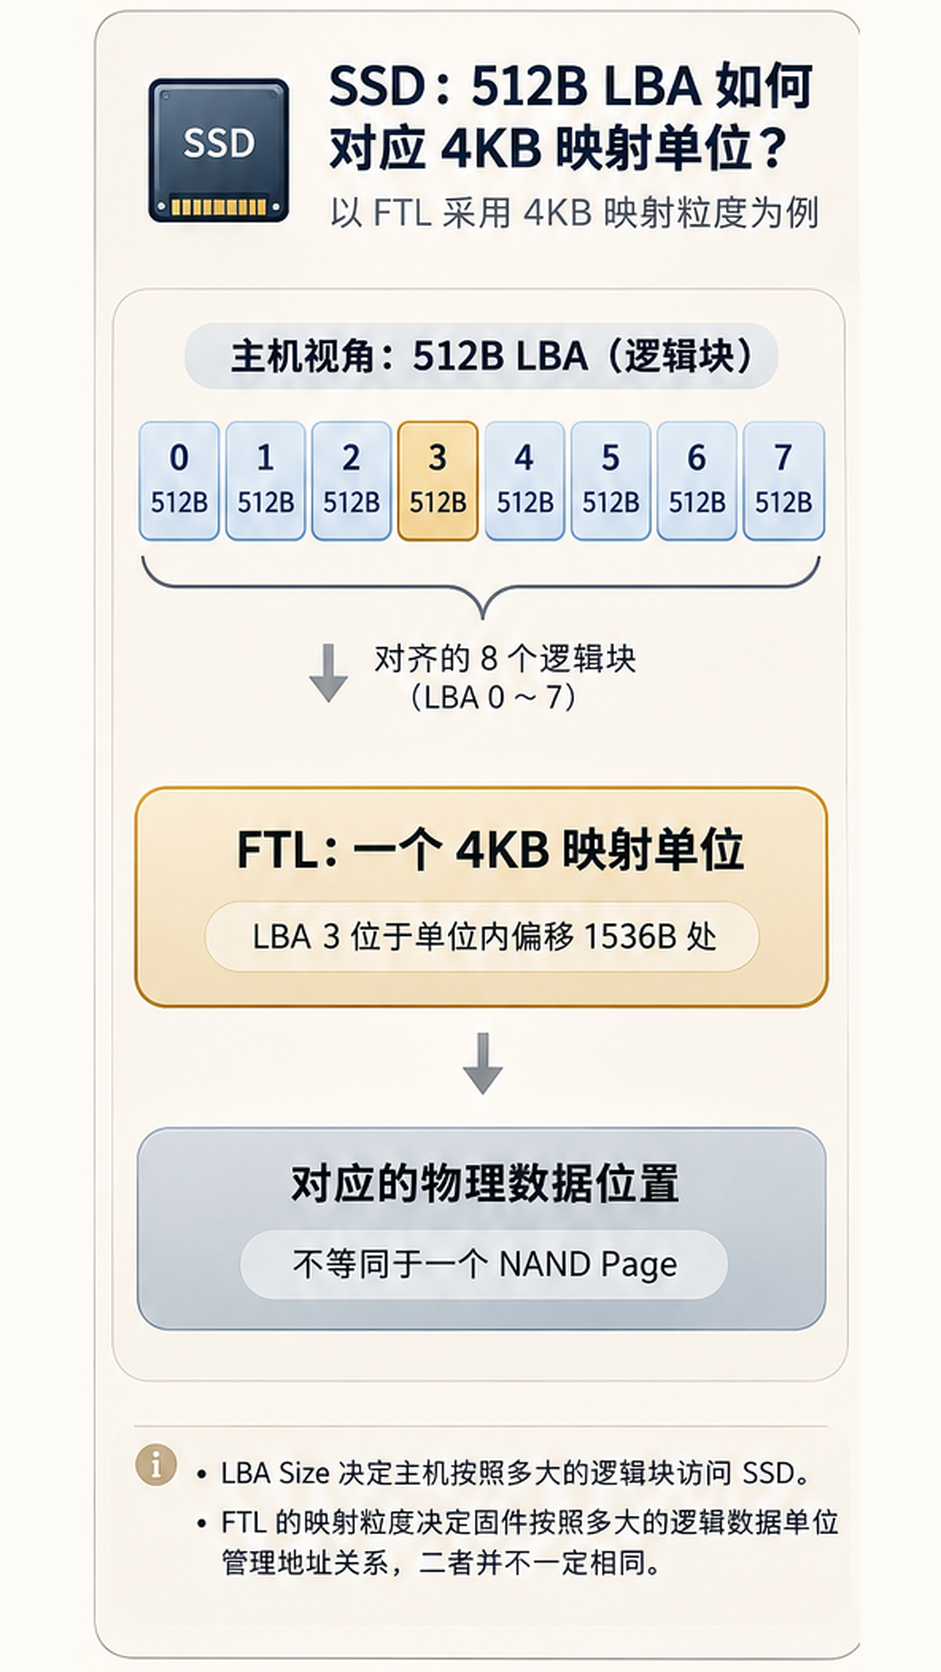 SSD
SSD：512B LBA 如何
对应 4KB 映射单位？
以 FTL 采用 4KB 映射粒度为例
主机视角：512B LBA（逻辑块）
0 1 2 3 4 5 6 7
512B 512B 512B 512B 512B 512B 512B 512B
对齐的 8 个逻辑块
（LBA 0 ～ 7）
FTL：一个 4KB 映射单位
LBA 3 位于单位内偏移 1536B 处
对应的物理数据位置
不等同于一个 NAND Page
i
• LBA Size 决定主机按照多大的逻辑块访问 SSD。
• FTL 的映射粒度决定固件按照多大的逻辑数据单位
管理地址关系，二者并不一定相同。